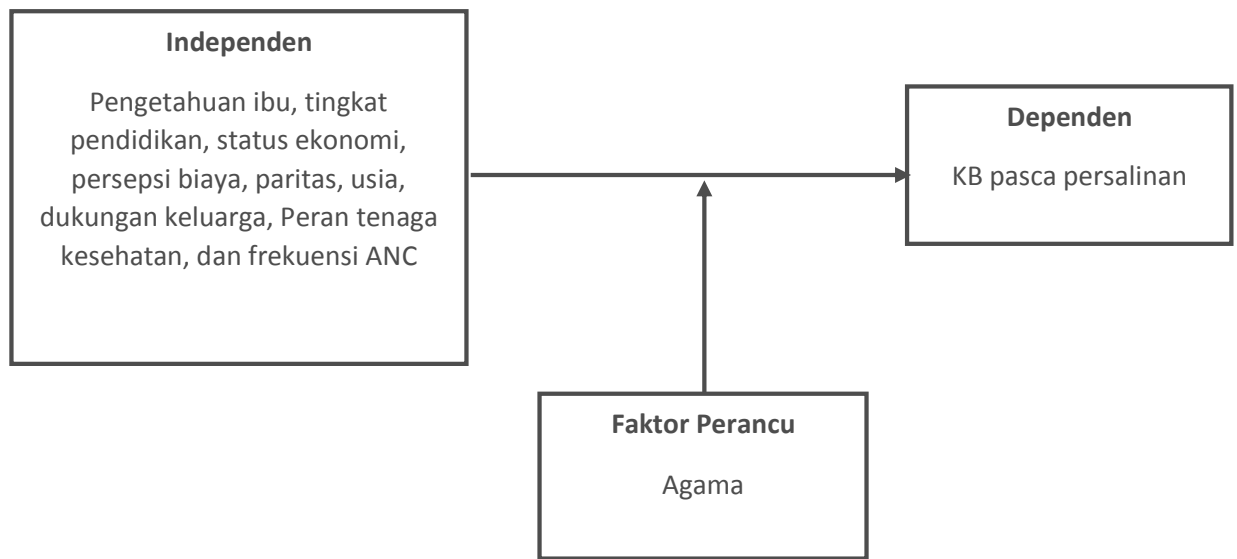 Independen
Pengetahuan ibu, tingkat
pendidikan, status ekonomi,
persepsi biaya, paritas, usia,
dukungan keluarga, Peran tenaga
kesehatan, dan frekuensi ANC
Dependen
KB pasca persalinan
Faktor Perancu
Agama